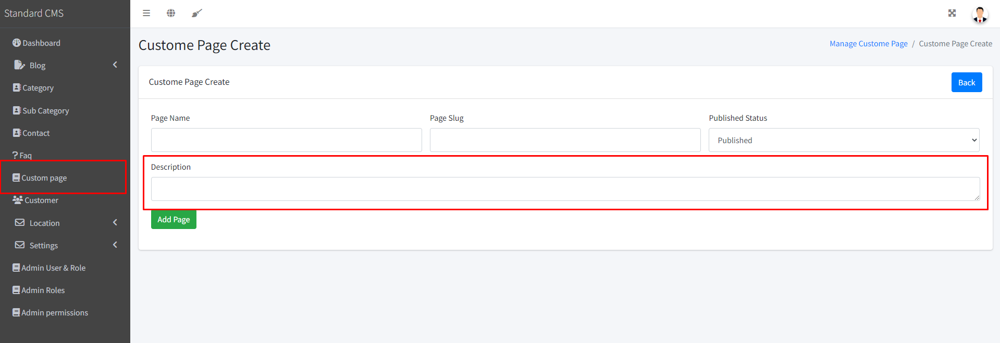 Standard CMS
Dashboard
Blog
Category
Sub Category
Contact
Faq
Custom page
Customer
Location
Settings
Admin User & Role
Admin Roles
Admin permissions
Custome Page Create
Manage Custome Page / Custome Page Create
Custome Page Create
Back
Page Name
Page Slug
Published Status
Published
Description
Add Page